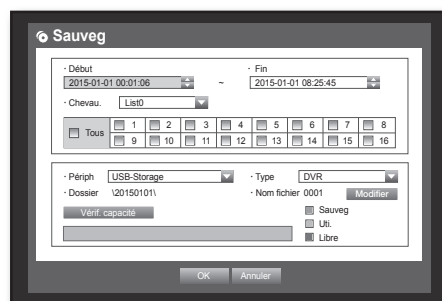 Sauveg
· Début
· Fin
2015-01-01 00:01:06
~
2015-01-01 08:25:45
· Chevau.
List0
Tous
1 2 3 4 5 6 7 8
9 10 11 12 13 14 15 16
· Périph
USB-Storage
· Type
DVR
· Dossier
\20150101\
· Nom fichier 0001
Modifier
Vérif. capacité
Sauveg
Uti.
Libre
OK
Annuler